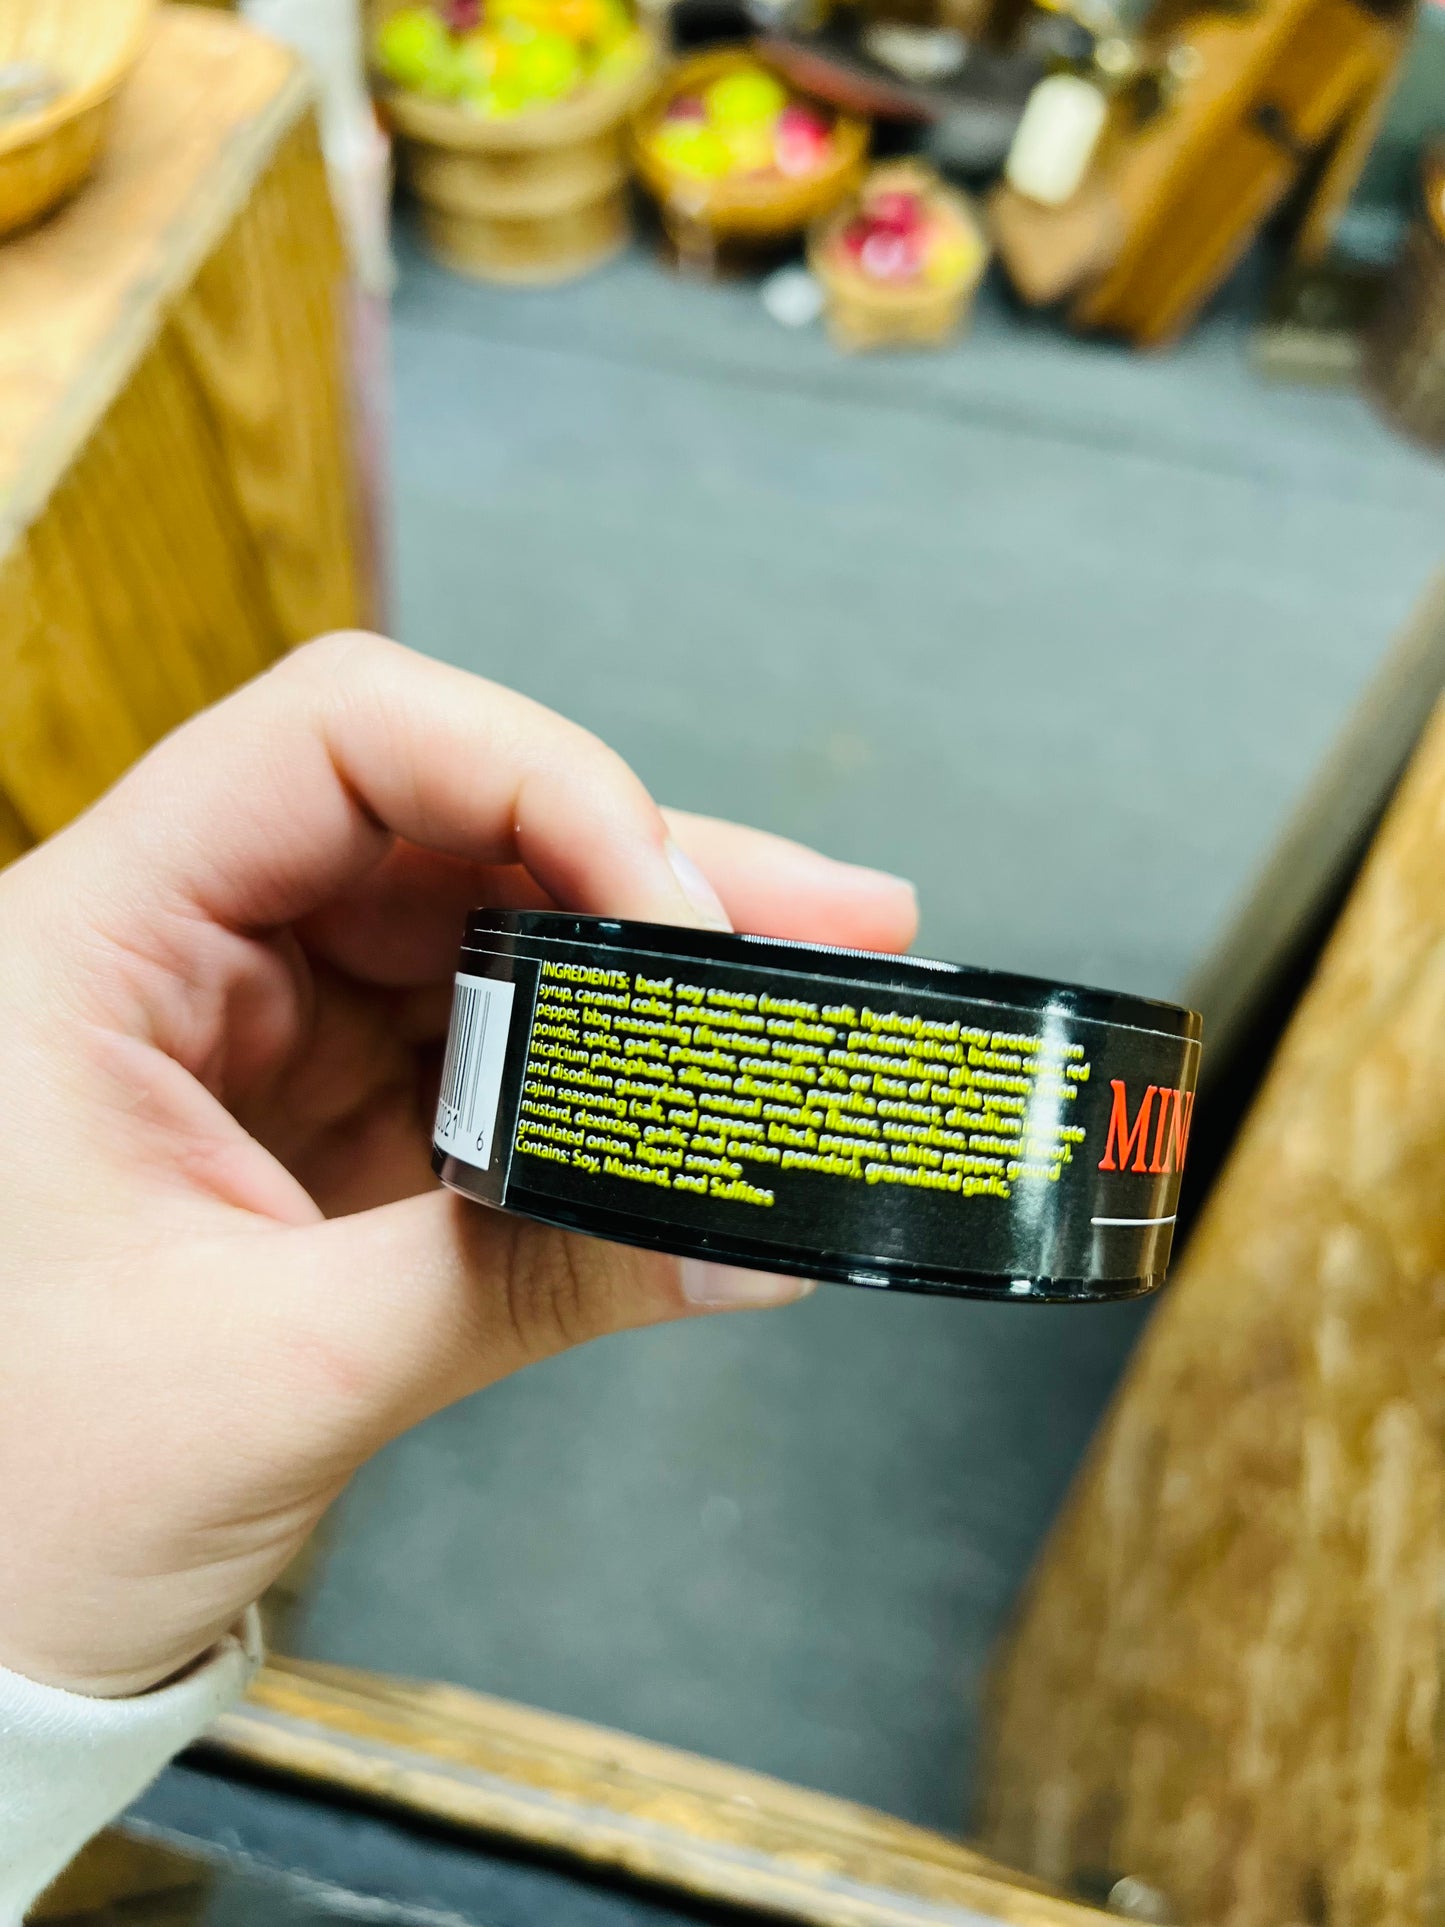 INGREDIENTS: beef, soy sauce (water, salt, hydrolyzed soy protein, corn
syrup, caramel color, potassium sorbate - preservative), brown sugar, red
pepper, bbq seasoning (fructose sugar, monosodium glutamate, onion
powder, spice, garlic powder, contains 2% or less of torula yeast,
tricalcium phosphate, silicon dioxide, paprika extract, disodium inosinate
and disodium guanylate, natural smoke flavor, sucralose, natural flavor),
cajun seasoning (salt, red pepper, black pepper, white pepper, ground
mustard, dextrose, garlic and onion powder), granulated garlic,
granulated onion, liquid smoke
Contains: Soy, Mustard, and Sulfites
021 6
MIN